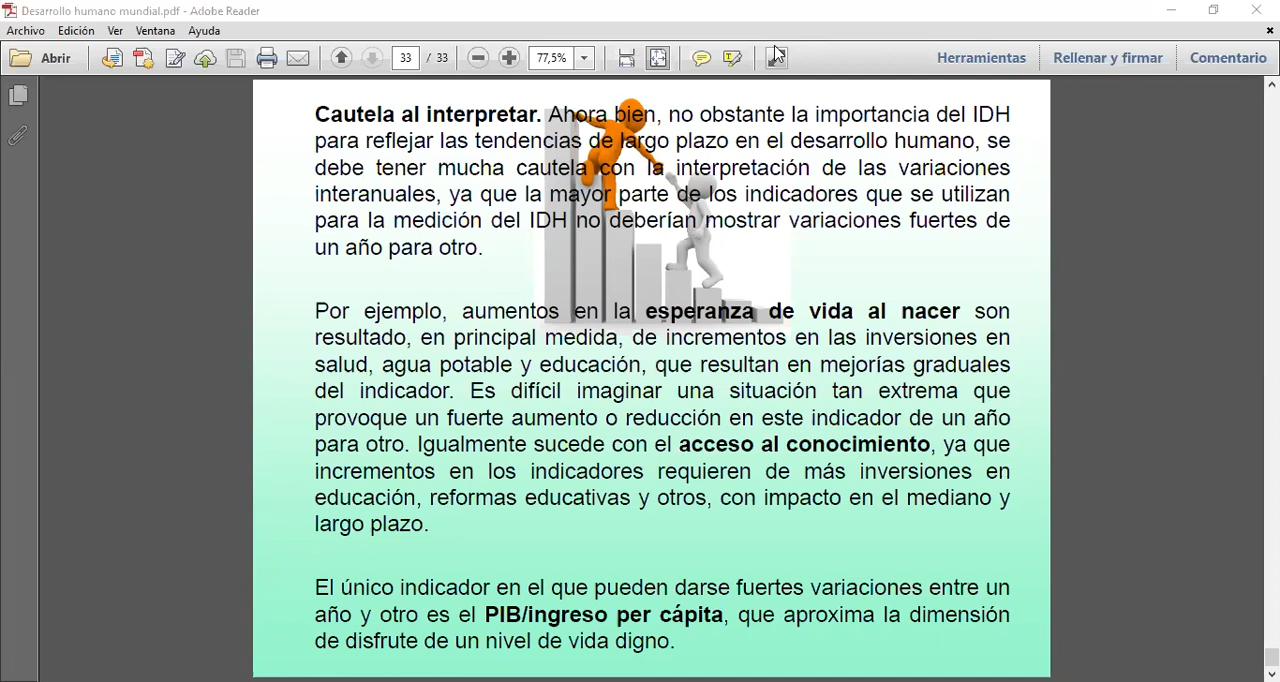 Desarrollo humano mundial.pdf - Adobe Reader
Archivo Edición Ver Ventana Ayuda
Abrir 33 / 33 77,5% Herramientas Rellenar y firmar Comentario
Cautela al interpretar. Ahora bien, no obstante la importancia del IDH
para reflejar las tendencias de largo plazo en el desarrollo humano, se
debe tener mucha cautela con la interpretación de las variaciones
interanuales, ya que la mayor parte de los indicadores que se utilizan
para la medición del IDH no deberían mostrar variaciones fuertes de
un año para otro.
Por ejemplo, aumentos en la esperanza de vida al nacer son
resultado, en principal medida, de incrementos en las inversiones en
salud, agua potable y educación, que resultan en mejorías graduales
del indicador. Es difícil imaginar una situación tan extrema que
provoque un fuerte aumento o reducción en este indicador de un año
para otro. Igualmente sucede con el acceso al conocimiento, ya que
incrementos en los indicadores requieren de más inversiones en
educación, reformas educativas y otros, con impacto en el mediano y
largo plazo.
El único indicador en el que pueden darse fuertes variaciones entre un
año y otro es el PIB/ingreso per cápita, que aproxima la dimensión
de disfrute de un nivel de vida digno.